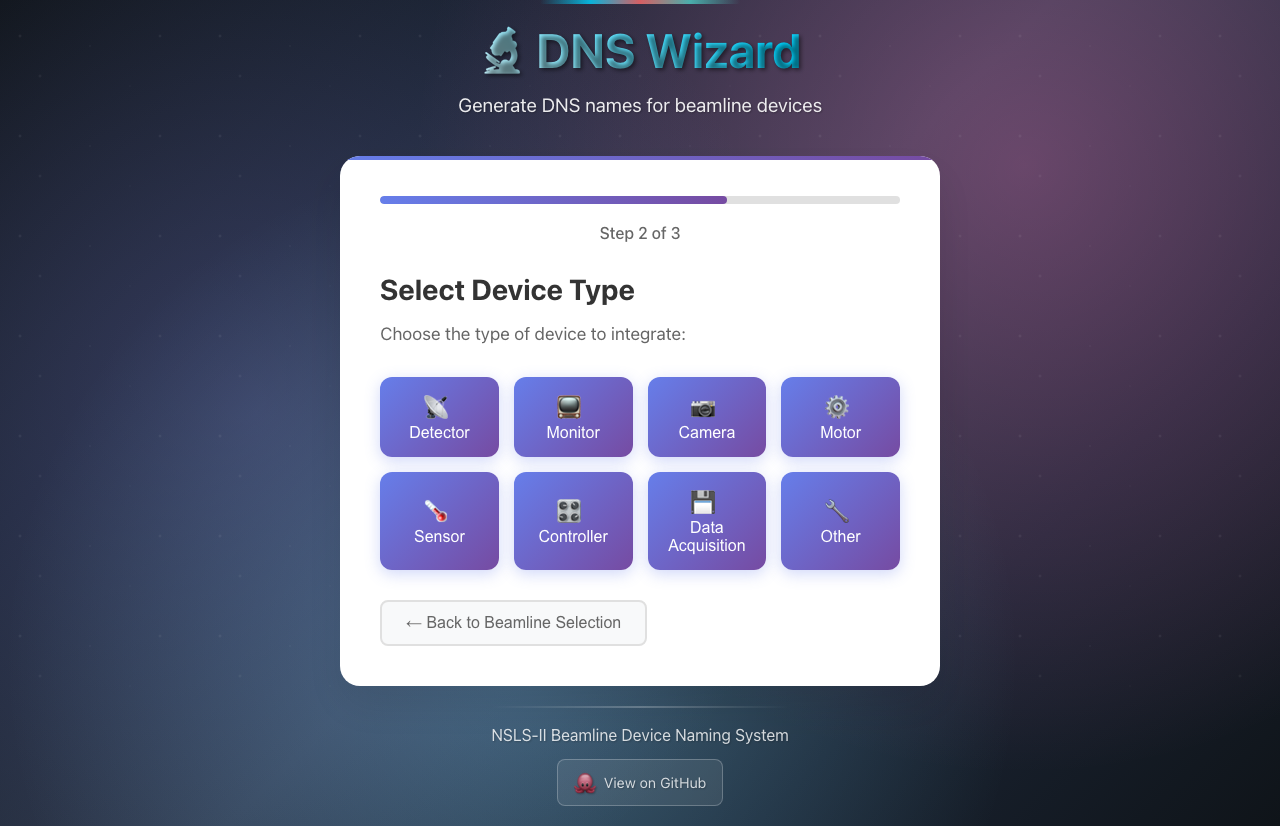 DNS Wizard
Generate DNS names for beamline devices
Step 2 of 3
Select Device Type
Choose the type of device to integrate:
Detector
Monitor
Camera
Motor
Sensor
Controller
Data
Acquisition
Other
← Back to Beamline Selection
NSLS-II Beamline Device Naming System
View on GitHub